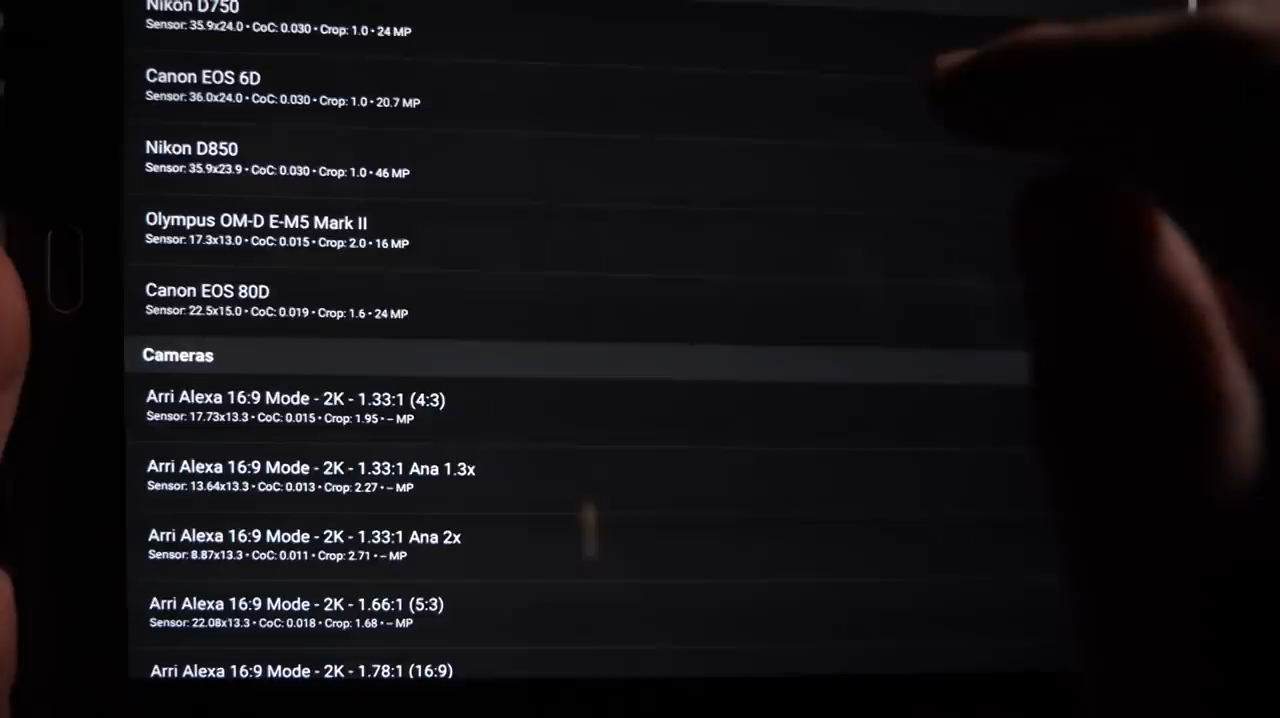 Nikon D750
Sensor: 35.9x24.0 • CoC: 0.030 • Crop: 1.0 • 24 MP
Canon EOS 6D
Sensor: 36.0x24.0 • CoC: 0.030 • Crop: 1.0 • 20.7 MP
Nikon D850
Sensor: 35.9x23.9 • CoC: 0.030 • Crop: 1.0 • 46 MP
Olympus OM-D E-M5 Mark II
Sensor: 17.3x13.0 • CoC: 0.015 • Crop: 2.0 • 16 MP
Canon EOS 80D
Sensor: 22.5x15.0 • CoC: 0.019 • Crop: 1.6 • 24 MP
Cameras
Arri Alexa 16:9 Mode - 2K - 1.33:1 (4:3)
Sensor: 17.73x13.3 • CoC: 0.015 • Crop: 1.95 • -- MP
Arri Alexa 16:9 Mode - 2K - 1.33:1 Ana 1.3x
Sensor: 13.64x13.3 • CoC: 0.013 • Crop: 2.27 • -- MP
Arri Alexa 16:9 Mode - 2K - 1.33:1 Ana 2x
Sensor: 8.87x13.3 • CoC: 0.011 • Crop: 2.71 • -- MP
Arri Alexa 16:9 Mode - 2K - 1.66:1 (5:3)
Sensor: 22.08x13.3 • CoC: 0.018 • Crop: 1.68 • -- MP
Arri Alexa 16:9 Mode - 2K - 1.78:1 (16:9)